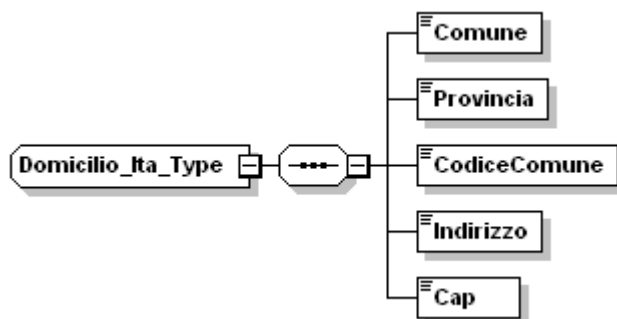 Comune
Provincia
Domicilio_Ita_Type
CodiceComune
Indirizzo
Cap